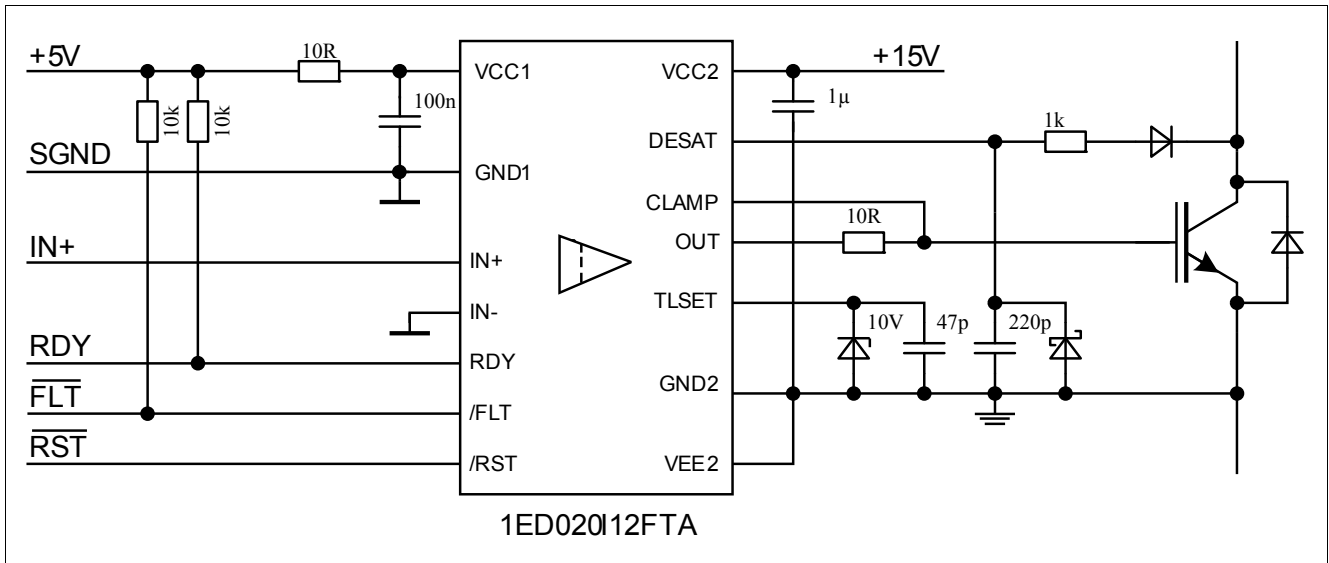 +5V
10R
10k
10k
100n
SGND
IN+
RDY
FLT
RST
VCC1
GND1
IN+
IN-
RDY
/FLT
/RST
VCC2
DESAT
CLAMP
OUT
TLSET
GND2
VEE2
+15V
1µ
1k
10R
10V
47p
220p
1ED020I12FTA